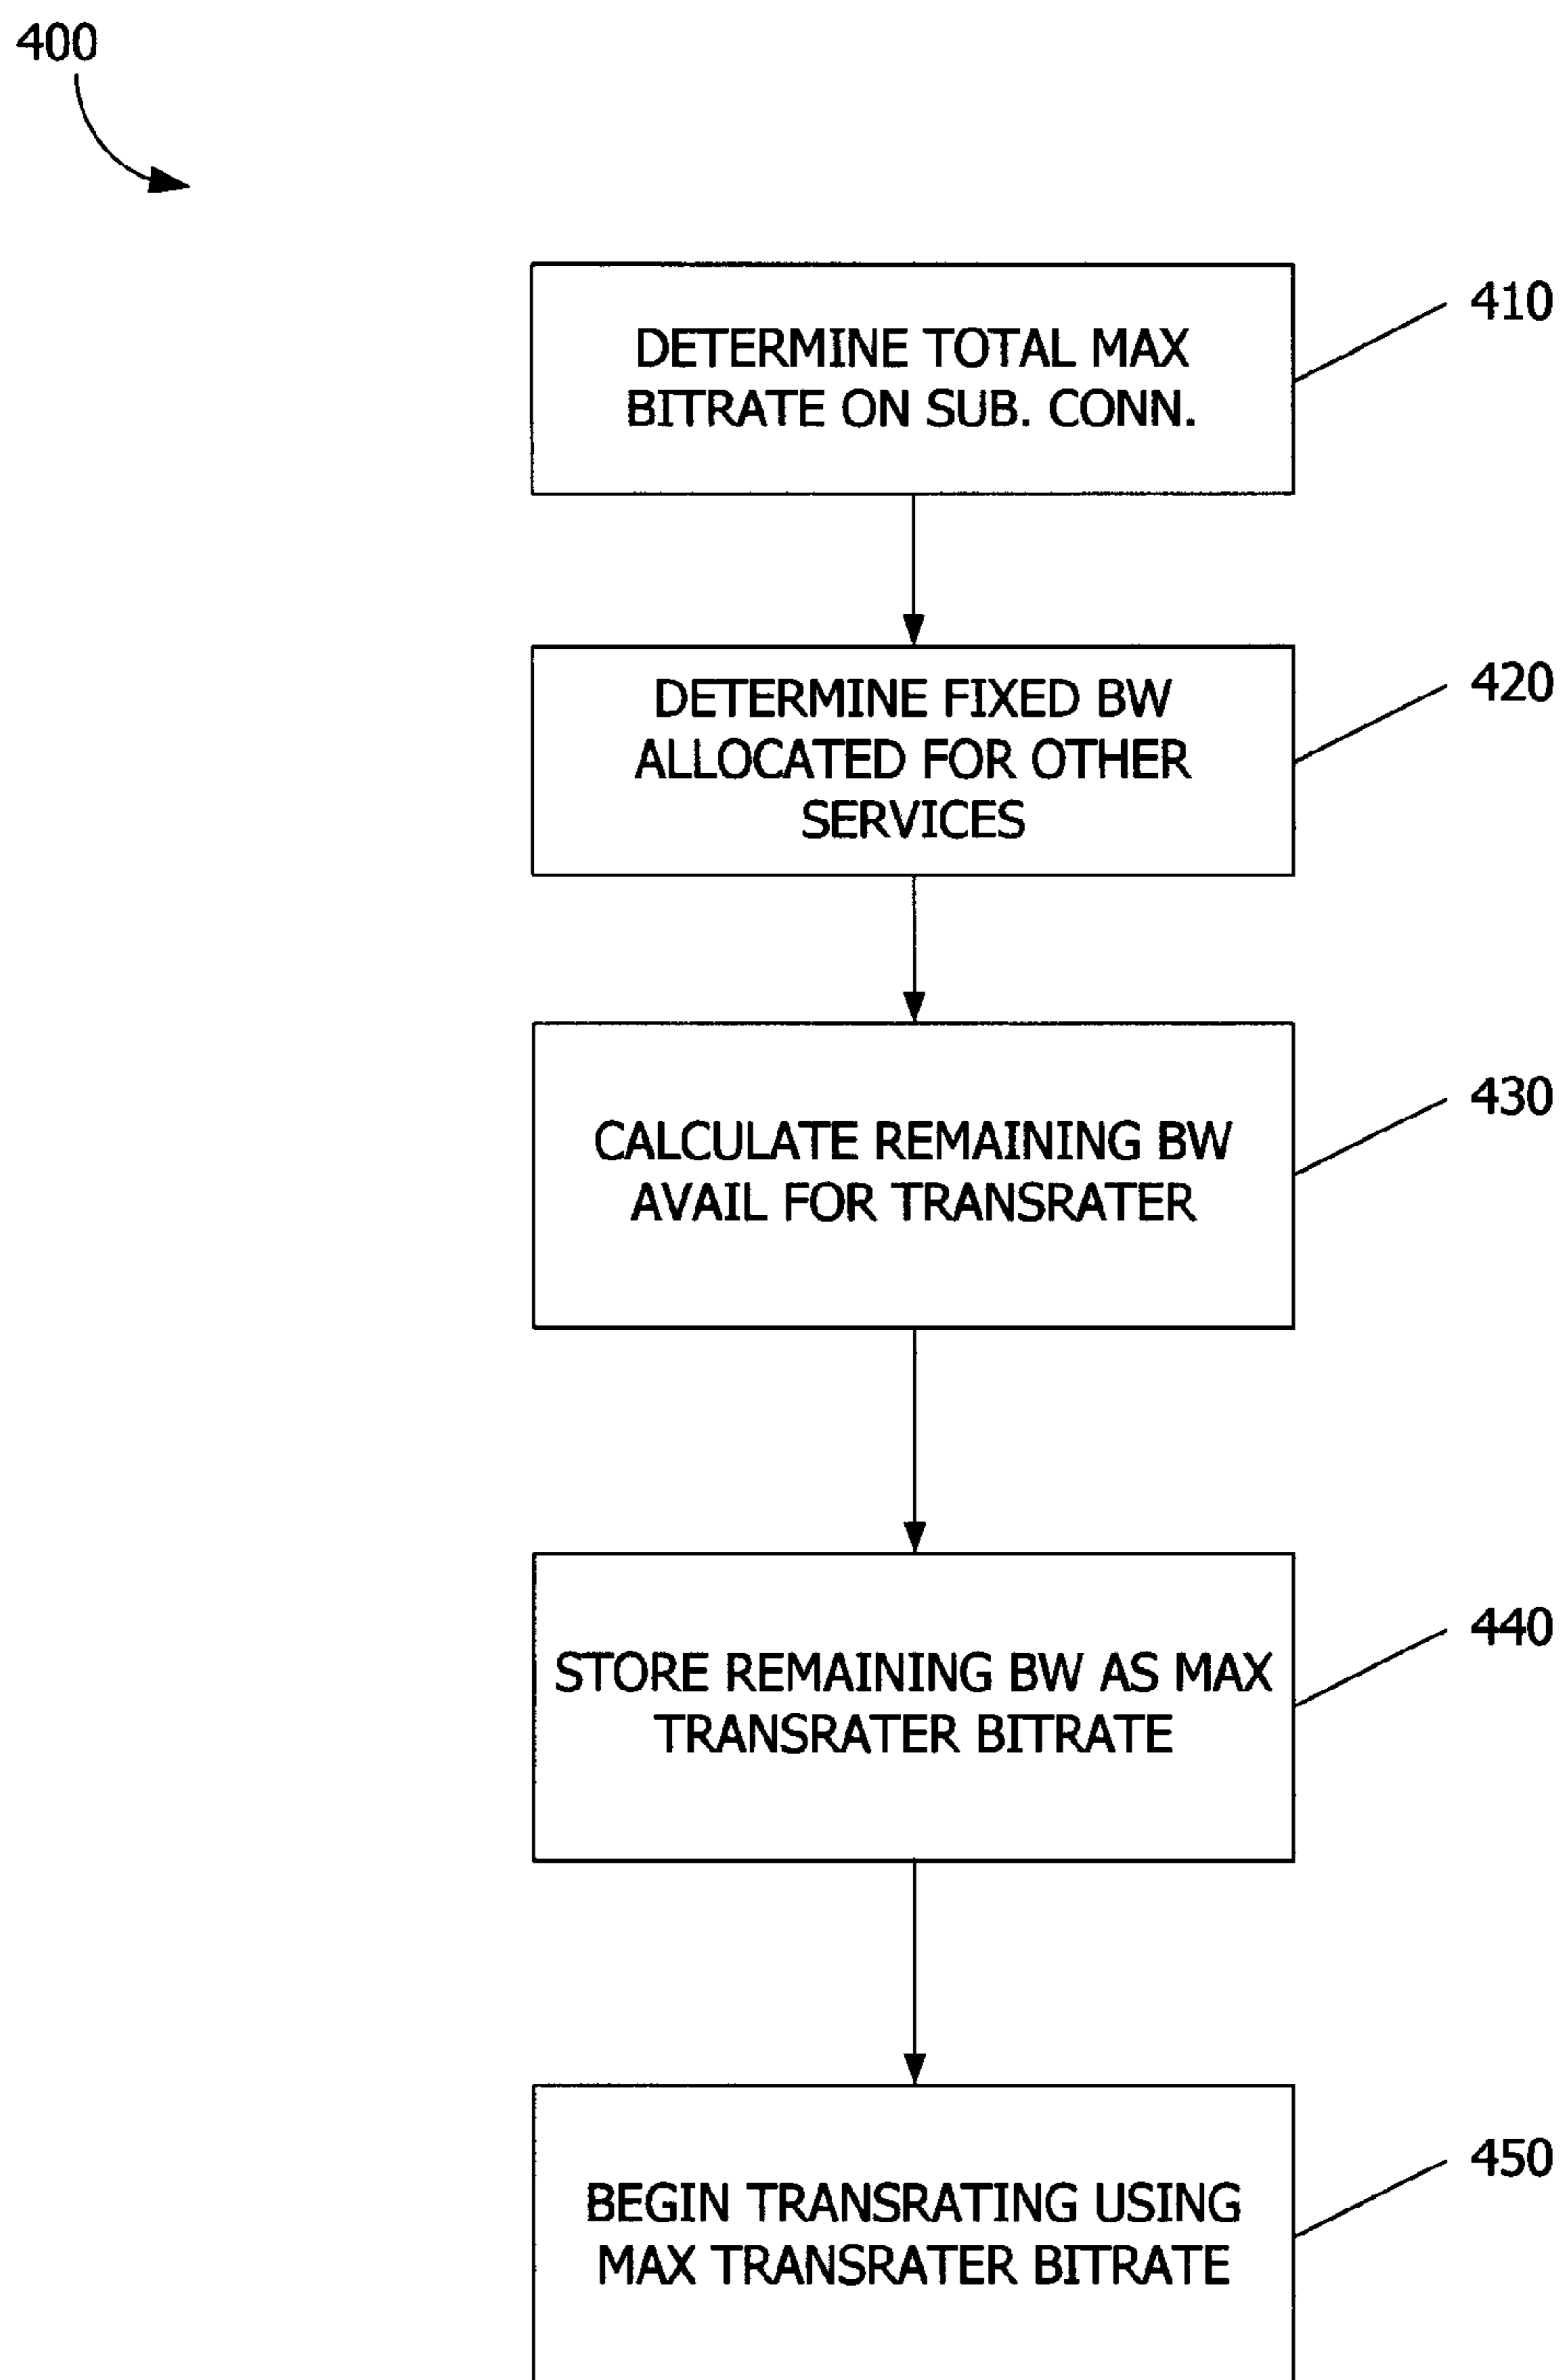 400
DETERMINE TOTAL MAX
BITRATE ON SUB. CONN.
410
DETERMINE FIXED BW
ALLOCATED FOR OTHER
SERVICES
420
CALCULATE REMAINING BW
AVAIL FOR TRANSRATER
430
STORE REMAINING BW AS MAX
TRANSRATER BITRATE
440
BEGIN TRANSRATING USING
MAX TRANSRATER BITRATE
450